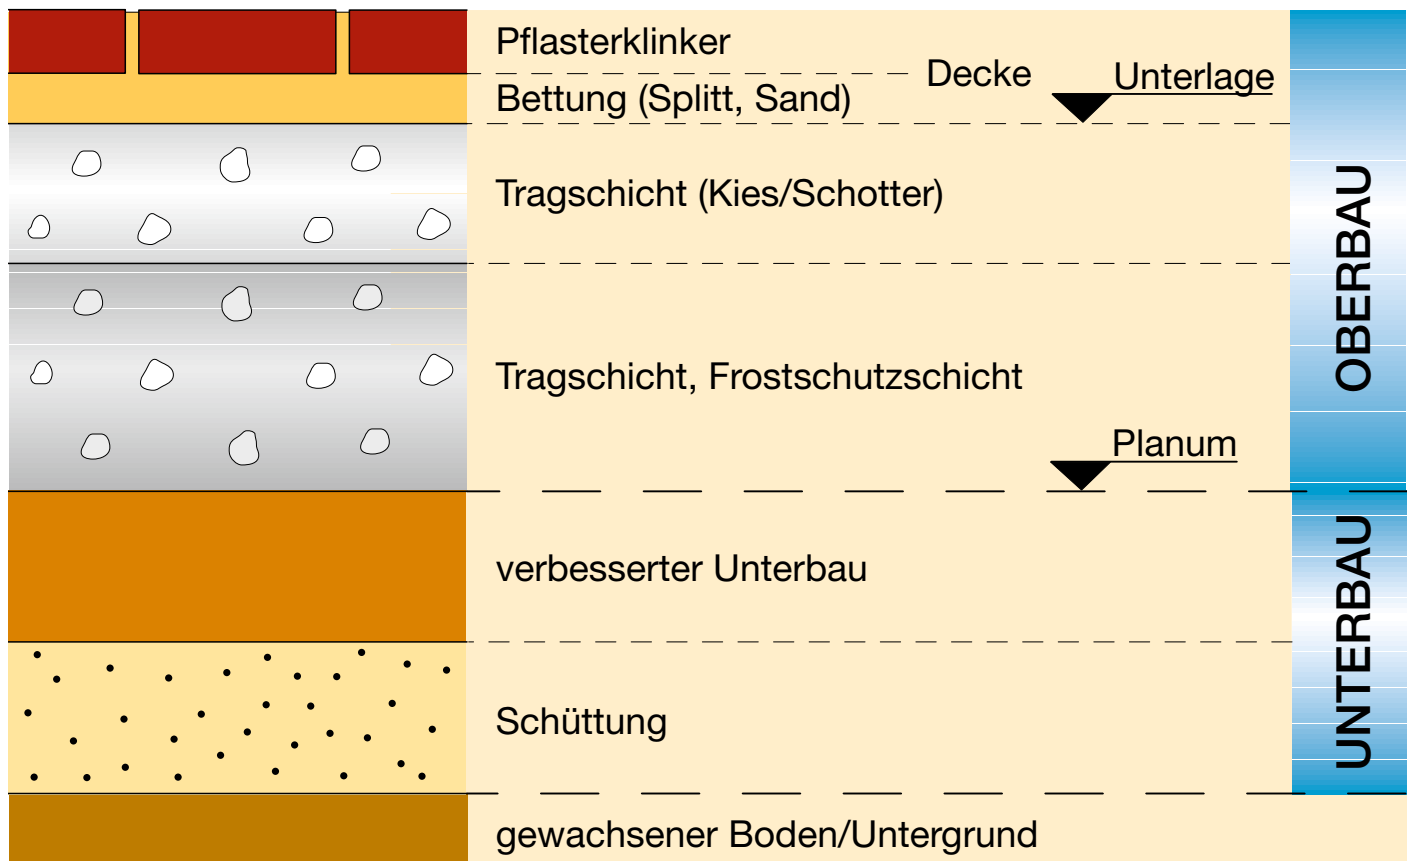 Pflasterklinker
Decke
Unterlage
Bettung (Splitt, Sand)
Tragschicht (Kies/Schotter)
OBERBAU
Tragschicht, Frostschutzschicht
Planum
verbesserter Unterbau
UNTERBAU
Schüttung
gewachsener Boden/Untergrund